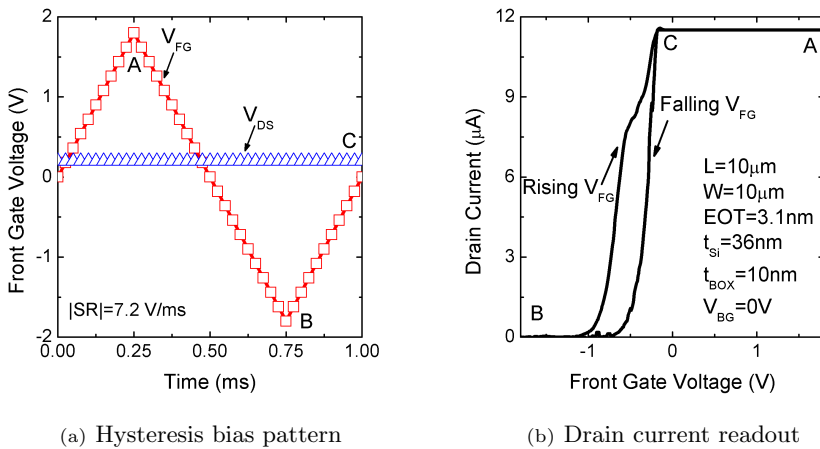 2
1
0
-1
-2
Front Gate Voltage (V)
V_FG
A
V_DS
C
|SR|=7.2 V/ms
B
0.00 0.25 0.50 0.75 1.00
Time (ms)
(a) Hysteresis bias pattern
12
9
6
3
0
Drain Current (μA)
C
A
Falling V_FG
Rising V_FG
L=10μm
W=10μm
EOT=3.1nm
t_Si=36nm
t_BOX=10nm
V_BG=0V
B
-1 0 1
Front Gate Voltage (V)
(b) Drain current readout